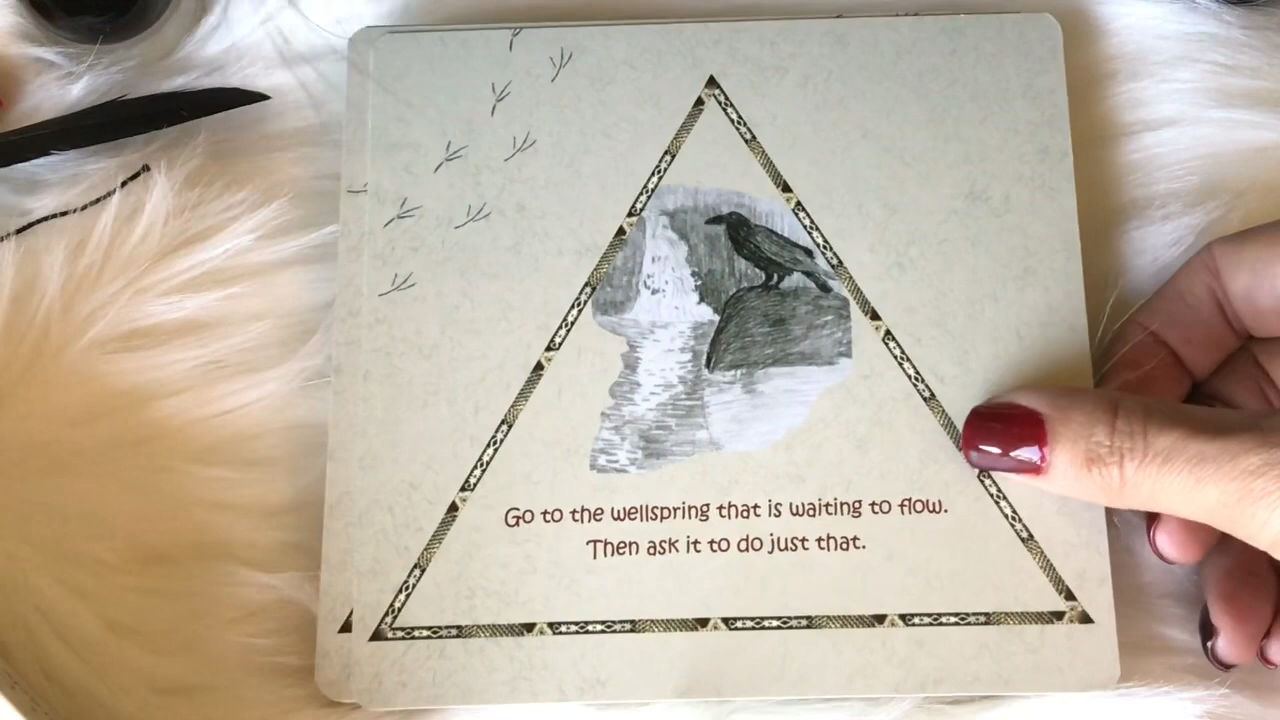 Go to the wellspring that is waiting to flow.
Then ask it to do just that.